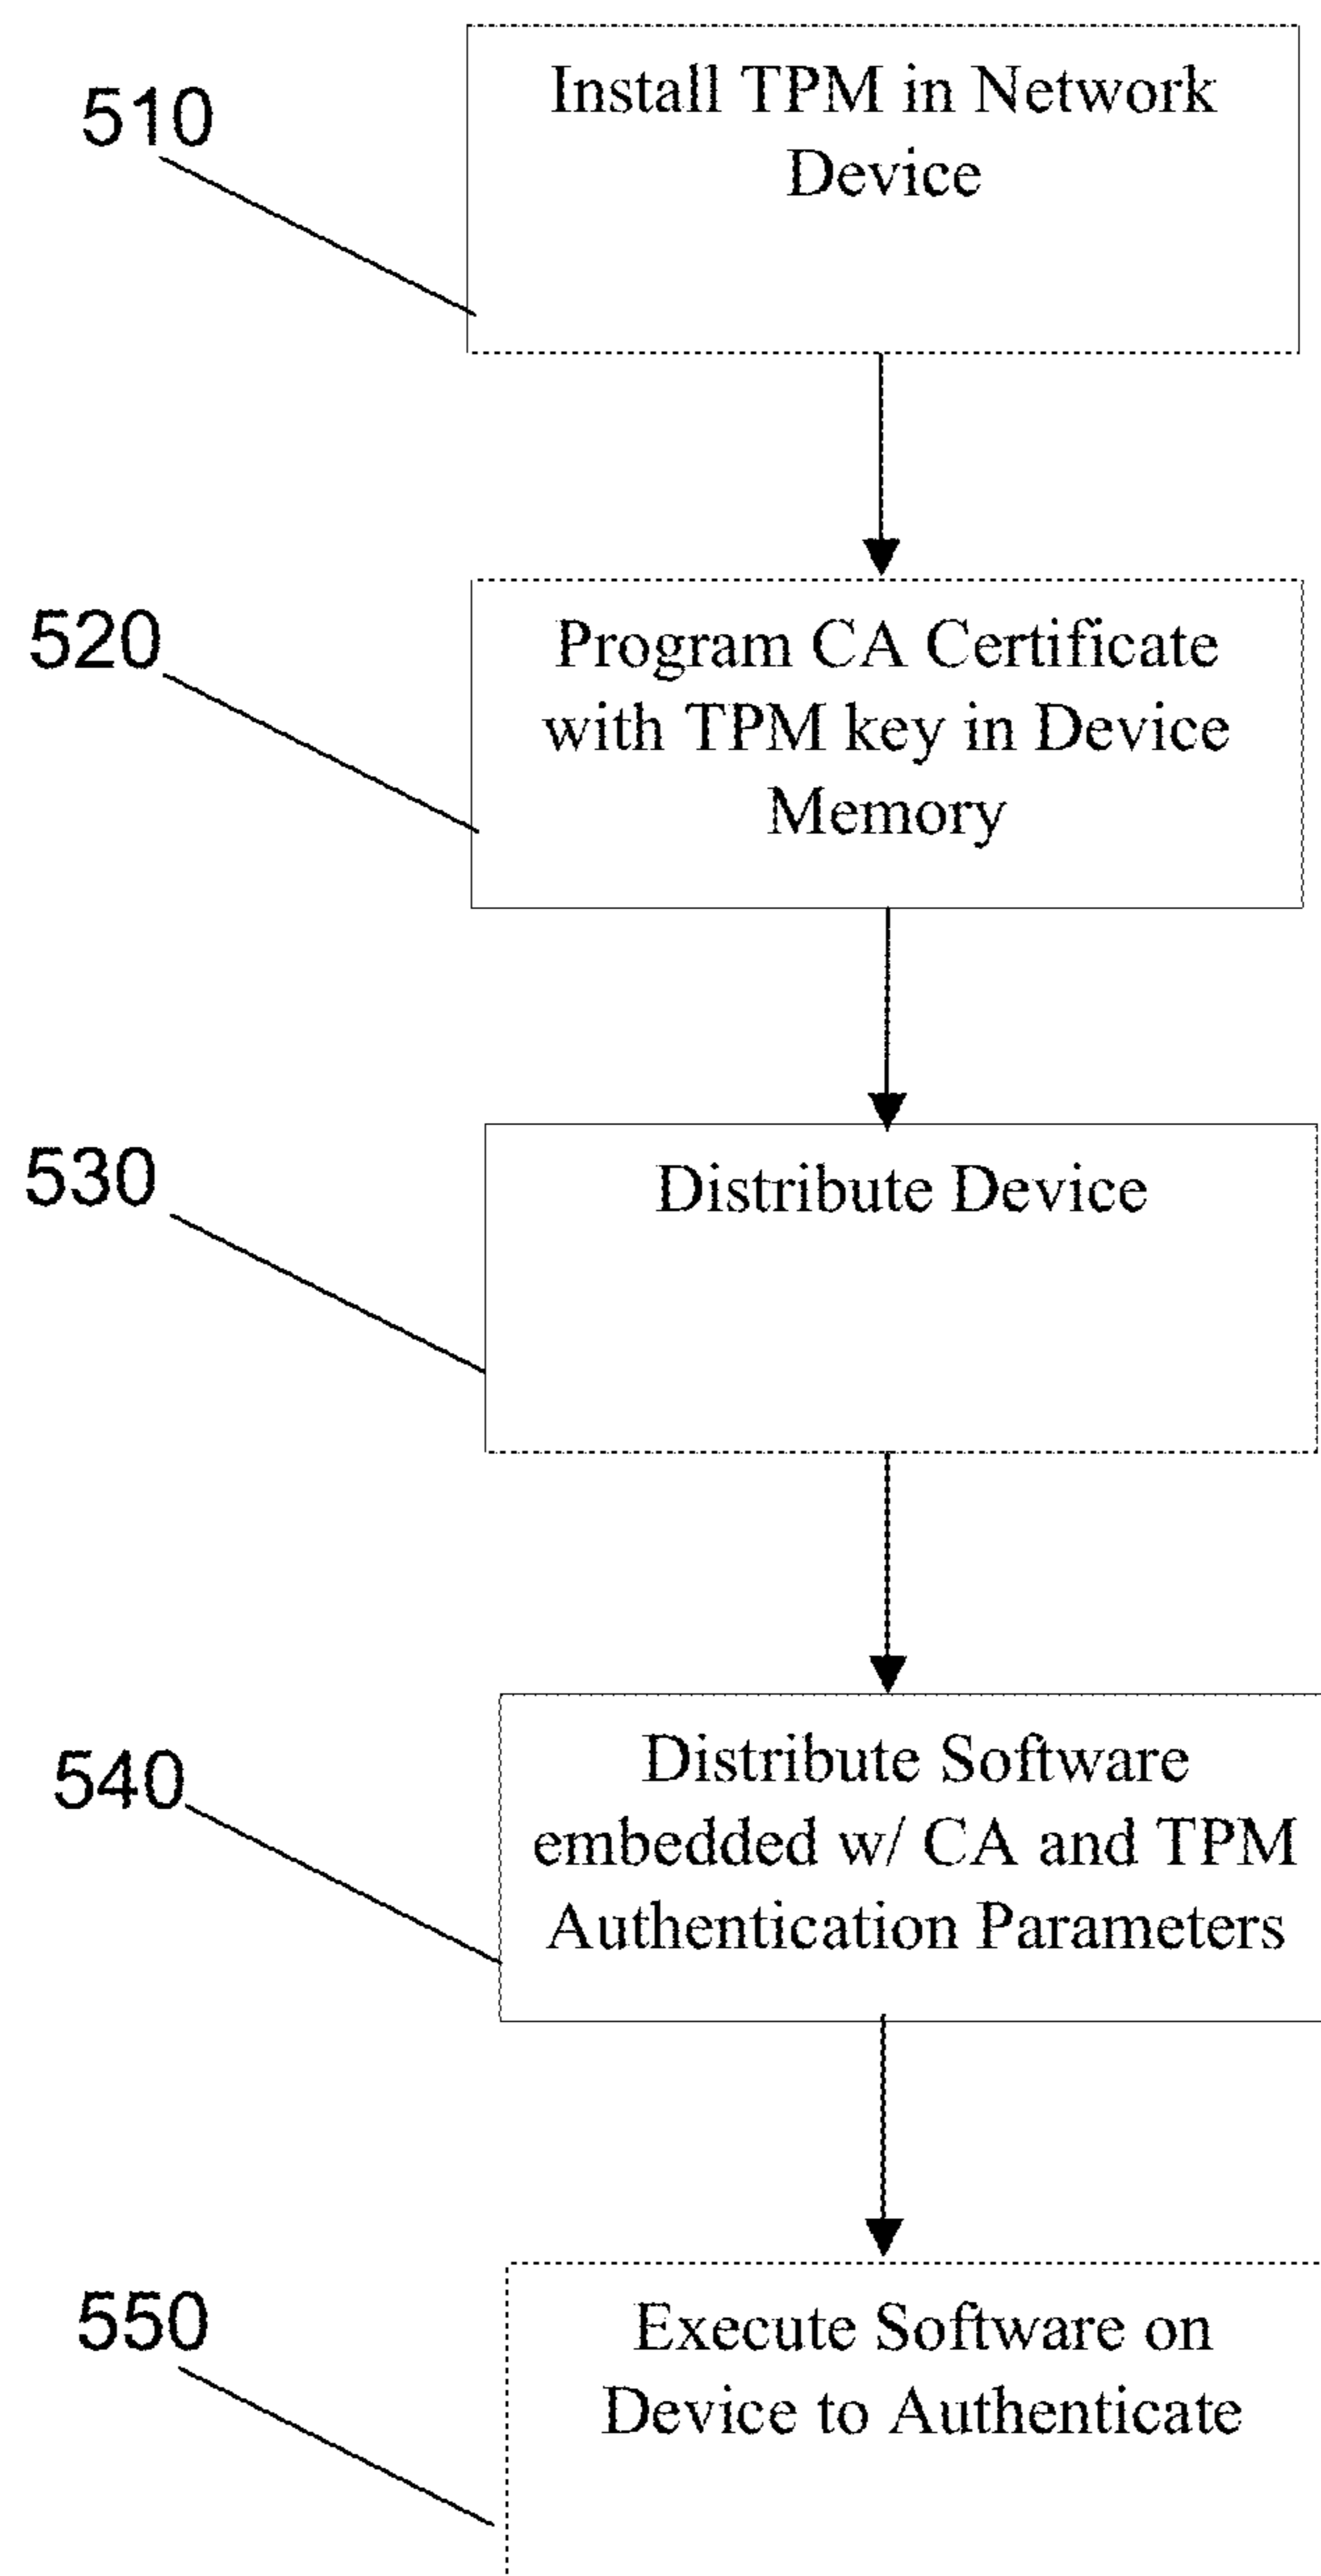 510
Install TPM in Network
Device
520
Program CA Certificate
with TPM key in Device
Memory
530
Distribute Device
540
Distribute Software
embedded w/ CA and TPM
Authentication Parameters
550
Execute Software on
Device to Authenticate